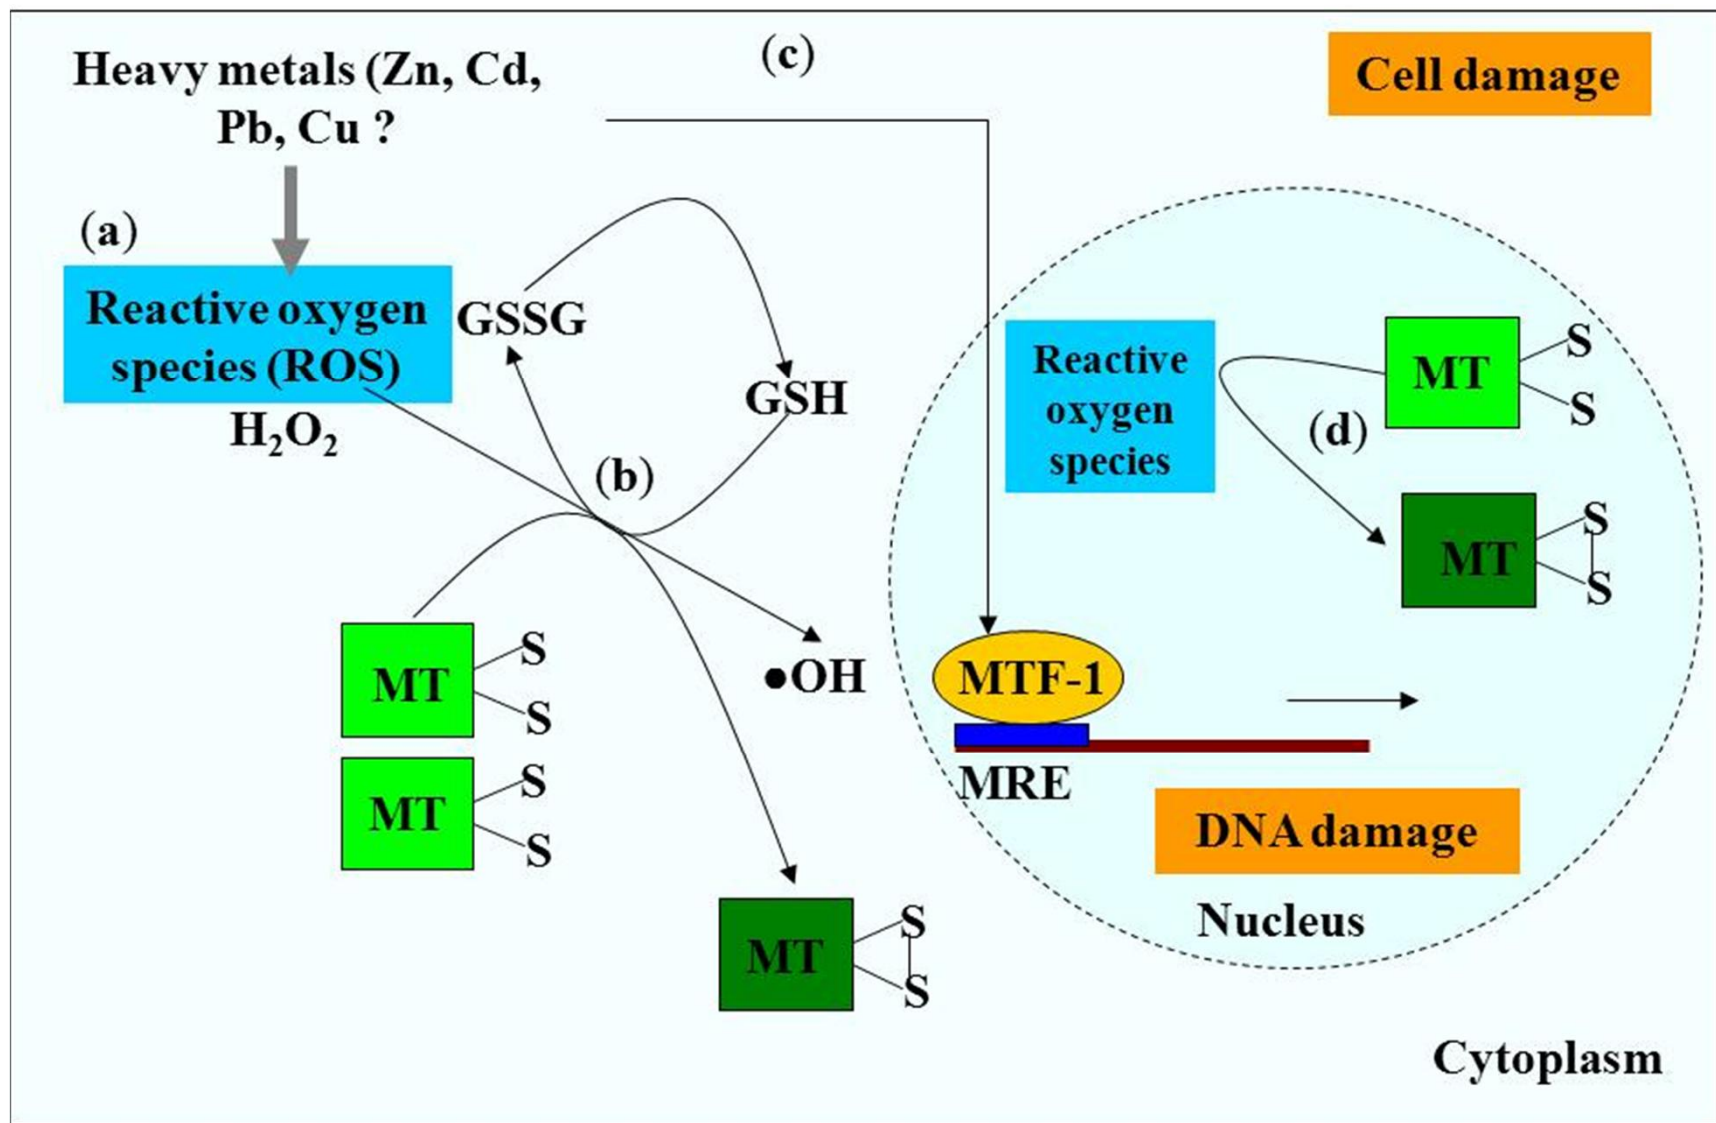 Heavy metals (Zn, Cd,
Pb, Cu ?
(c)
Cell damage
(a)
Reactive oxygen
species (ROS)
H₂O₂
GSSG
GSH
(b)
Reactive
oxygen
species
MT
S
S
(d)
MT
S
S
MT
S
S
MT
S
S
●OH
MTF-1
MRE
DNA damage
Nucleus
MT
S
S
Cytoplasm